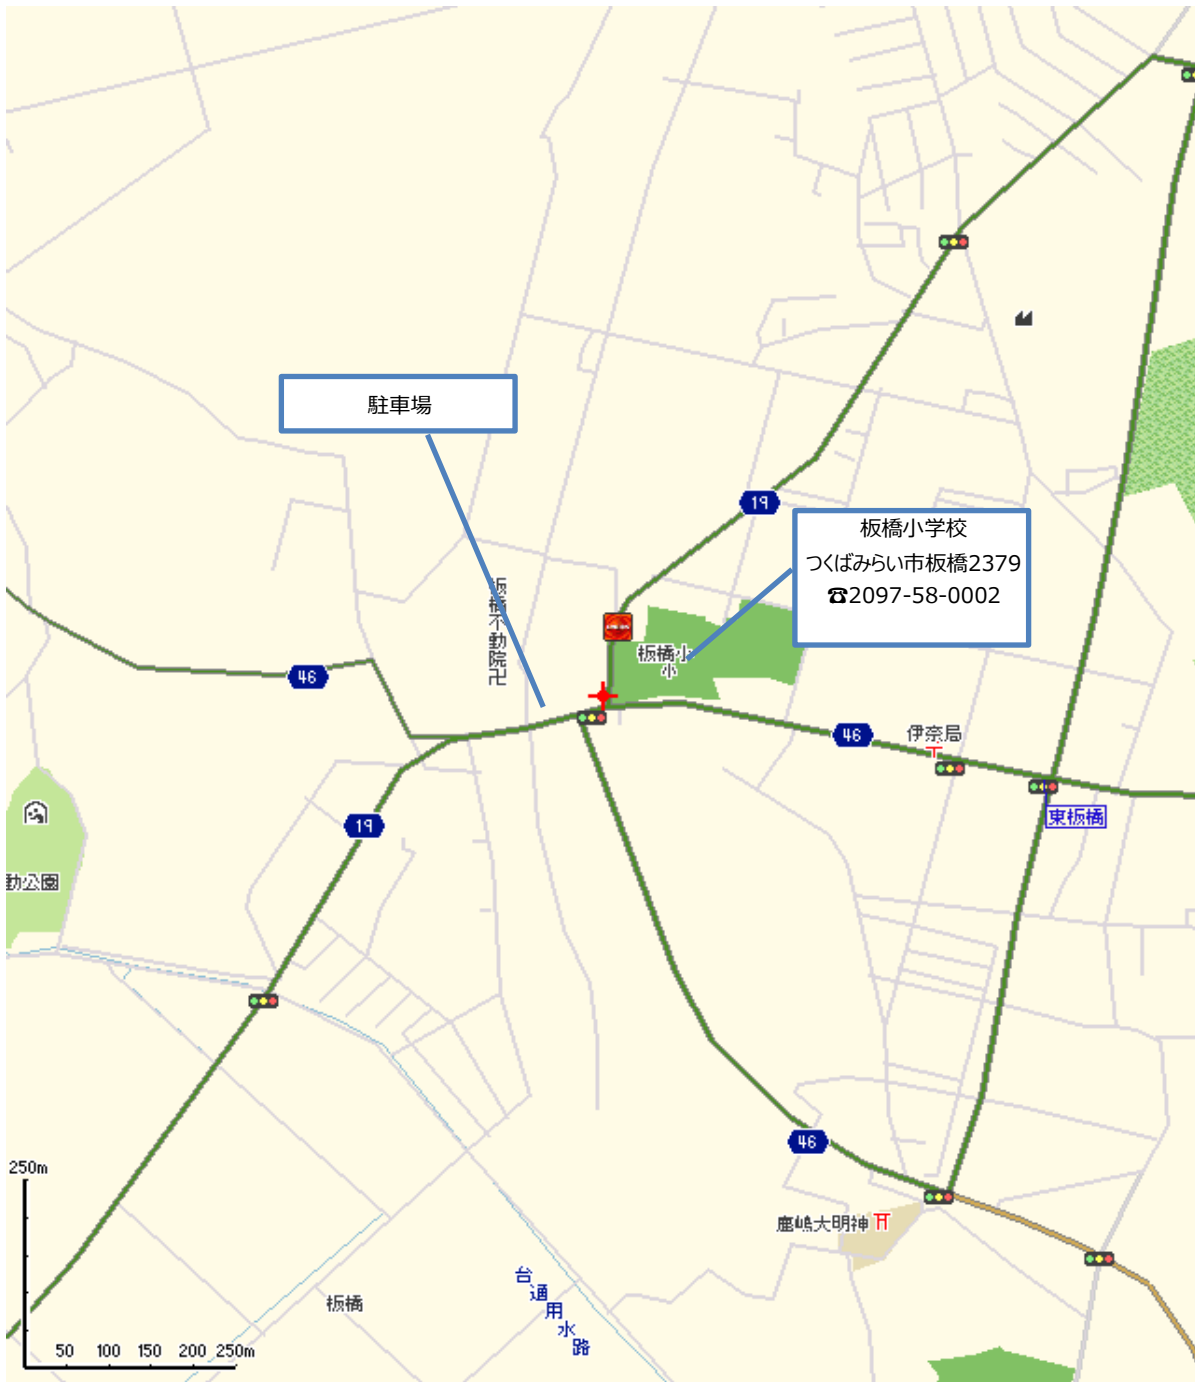 駐車場
19
板橋小学校
つくばみらい市板橋2379
☎2097-58-0002
板橋不動院卍
板橋小
小
46
46
伊奈局
東板橋
19
動公園
46
250m
鹿嶋大明神
台通用水路
板橋
50 100 150 200 250m